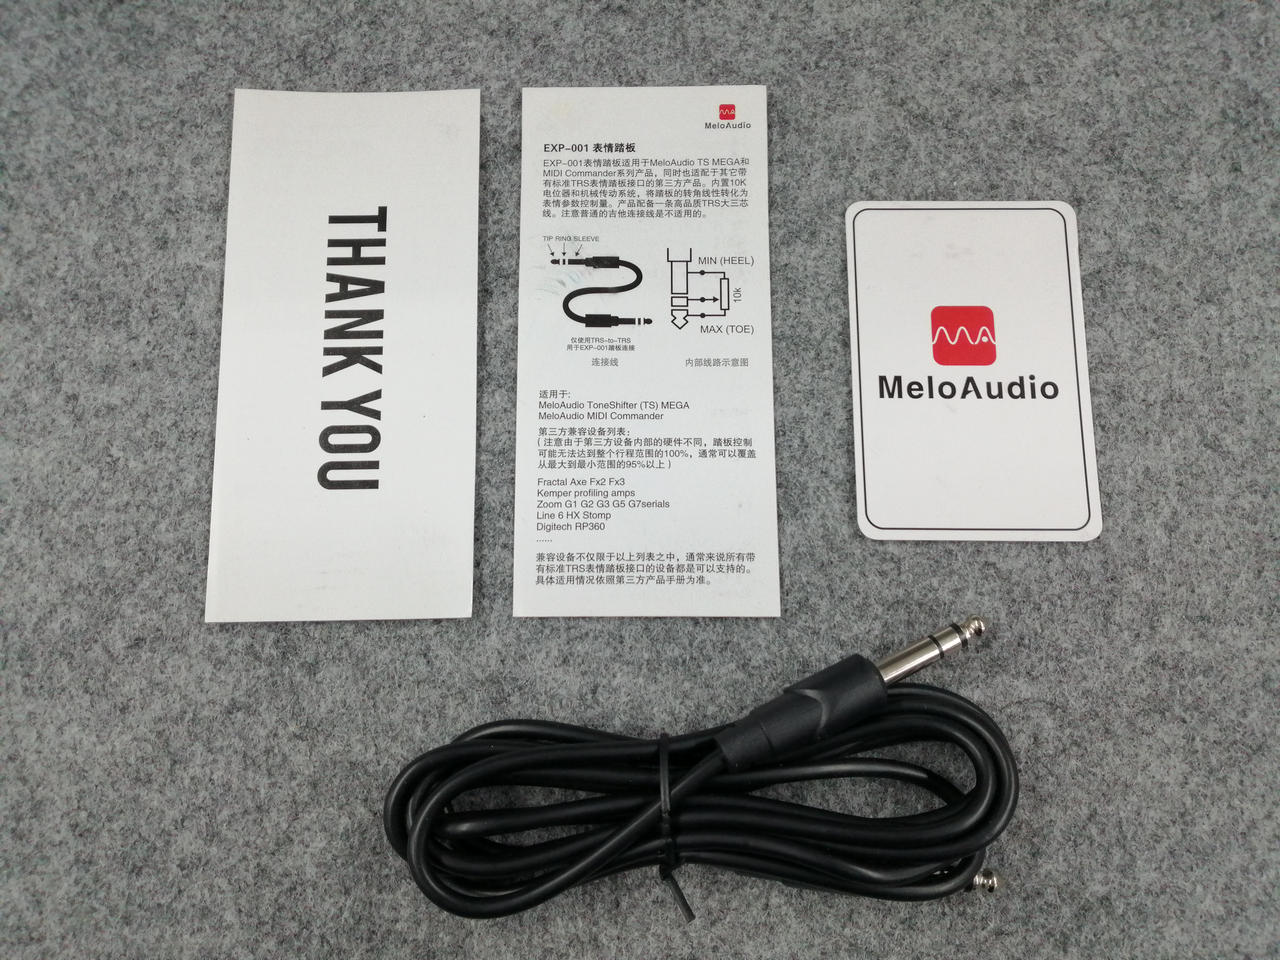 THANK YOU
MeloAudio
EXP-001 表情踏板
EXP-001表情踏板适用于MeloAudio TS MEGA和
MIDI Commander系列产品，同时也适配于其它带
有标准TRS表情踏板接口的第三方产品。内置10K
电位器和机械传动系统，将踏板的转角线性转化为
表情参数控制量。产品配备一条高品质TRS大三芯
线。注意普通的吉他连接线是不适用的。
TIP RING SLEEVE
仅使用TRS-to-TRS
用于EXP-001踏板连接
连接线
MIN (HEEL)
10k
MAX (TOE)
内部线路示意图
适用于:
MeloAudio ToneShifter (TS) MEGA
MeloAudio MIDI Commander
第三方兼容设备列表：
（注意由于第三方设备内部的硬件不同，踏板控制
可能无法达到整个行程范围的100%，通常可以覆盖
从最大到最小范围的95%以上）
Fractal Axe Fx2 Fx3
Kemper profiling amps
Zoom G1 G2 G3 G5 G7serials
Line 6 HX Stomp
Digitech RP360
......
兼容设备不仅限于以上列表之中，通常来说所有带
有标准TRS表情踏板接口的设备都是可以支持的。
具体适用情况依照第三方产品手册为准。
MeloAudio